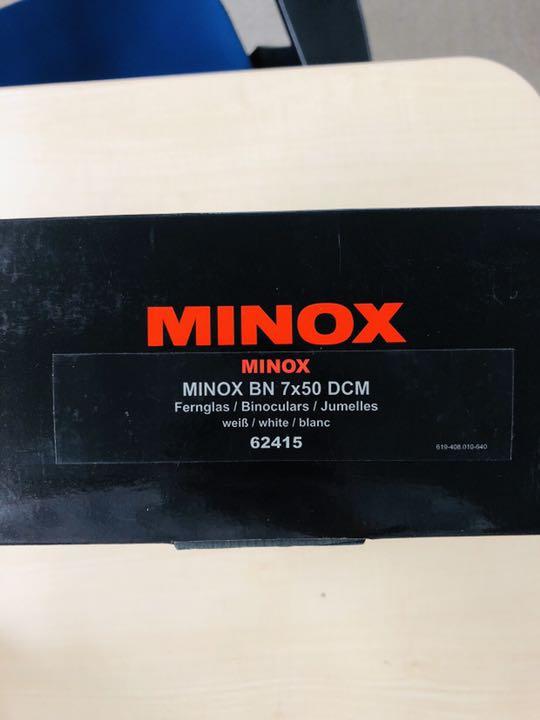 MINOX
MINOX
MINOX BN 7x50 DCM
Fernglas / Binoculars / Jumelles
weiß / white / blanc
62415
619-408.010-640